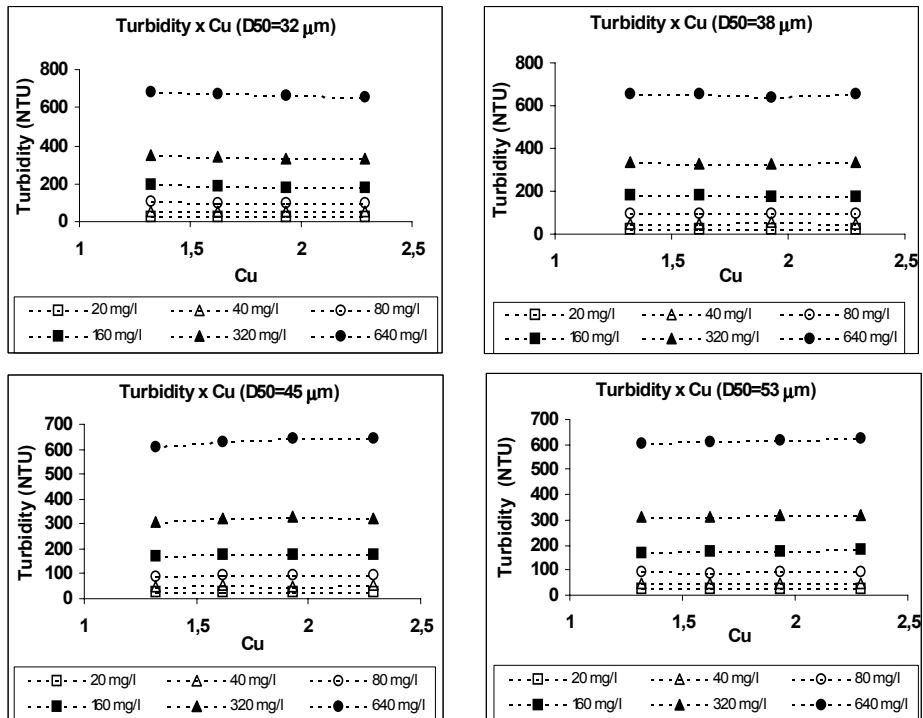 Turbidity x Cu (D50=32 μm)
Turbidity (NTU)
800
600
400
200
0
1
1,5
2
2,5
Cu
20 mg/l
40 mg/l
80 mg/l
160 mg/l
320 mg/l
640 mg/l
Turbidity x Cu (D50=38 μm)
Turbidity (NTU)
800
600
400
200
0
1
1,5
2
2,5
Cu
20 mg/l
40 mg/l
80 mg/l
160 mg/l
320 mg/l
640 mg/l
Turbidity x Cu (D50=45 μm)
Turbidity (NTU)
700
600
500
400
300
200
100
0
1
1,5
2
2,5
Cu
20 mg/l
40 mg/l
80 mg/l
160 mg/l
320 mg/l
640 mg/l
Turbidity x Cu (D50=53 μm)
Turbidity (NTU)
700
600
500
400
300
200
100
0
1
1,5
2
2,5
Cu
20 mg/l
40 mg/l
80 mg/l
160 mg/l
320 mg/l
640 mg/l